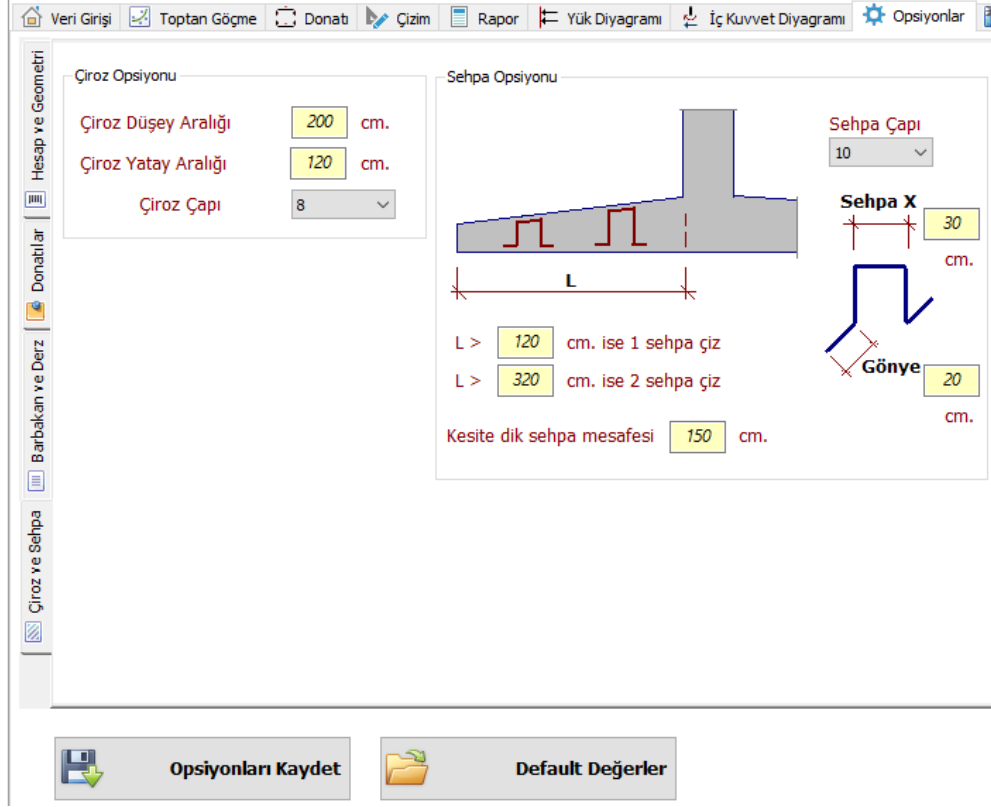 Veri Girişi Toptan Göçme Donatı Çizim Rapor Yük Diyagramı İç Kuvvet Diyagramı Opsiyonlar
Hesap ve Geometri
Donatılar
Barbakan ve Derz
Çiroz ve Sehpa
Çiroz Opsiyonu
Çiroz Düşey Aralığı 200 cm.
Çiroz Yatay Aralığı 120 cm.
Çiroz Çapı 8
Sehpa Opsiyonu
Sehpa Çapı
10
Sehpa X
30
cm.
L
L > 120 cm. ise 1 sehpa çiz
L > 320 cm. ise 2 sehpa çiz
Gönye
20
cm.
Kesite dik sehpa mesafesi 150 cm.
Opsiyonları Kaydet
Default Değerler